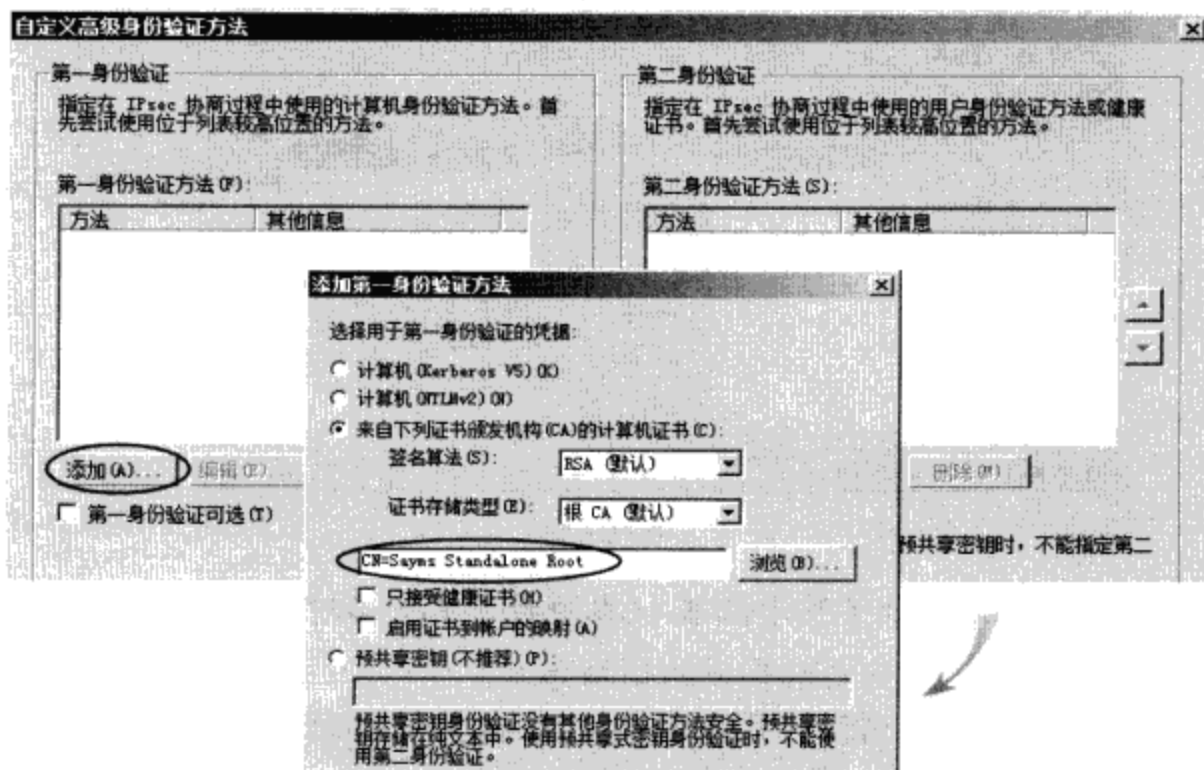 自定义高级身份验证方法
第一身份验证
指定在 IPsec 协商过程中使用的计算机身份验证方法。首
先尝试使用位于列表较高位置的方法。
第一身份验证方法(F):
方法 其他信息
添加(A)... 编辑(E)...
第一身份验证可选(T)
第二身份验证
指定在 IPsec 协商过程中使用的用户身份验证方法或健康
证书。首先尝试使用位于列表较高位置的方法。
第二身份验证方法(S):
方法 其他信息
删除(M)
预共享密钥时，不能指定第二
添加第一身份验证方法
选择用于第一身份验证的凭据:
计算机(Kerberos V5)(K)
计算机(NTLMv2)(N)
来自下列证书颁发机构(CA)的计算机证书(C):
签名算法(S): RSA (默认)
证书存储类型(E): 根 CA (默认)
CN=Sayms Standalone Root 浏览(B)...
只接受健康证书(H)
启用证书到帐户的映射(A)
预共享密钥(不推荐)(P):
预共享密钥身份验证没有其他身份验证方法安全。预共享密
钥存储在纯文本中。使用预共享式密钥身份验证时，不能使
用第二身份验证。